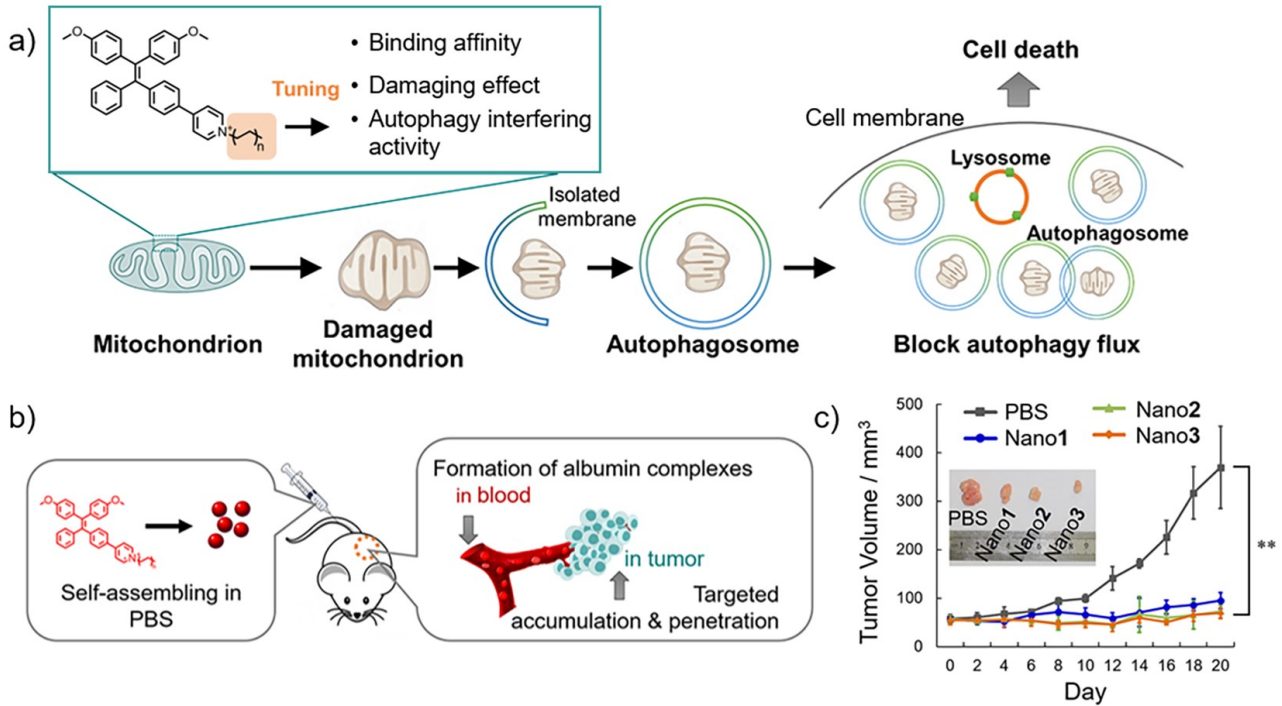 a)
O
O
N+
n
Tuning
• Binding affinity
• Damaging effect
• Autophagy interfering
activity
Cell death
Cell membrane
Lysosome
Autophagosome
Isolated
membrane
Mitochondrion
Damaged
mitochondrion
Autophagosome
Block autophagy flux
b)
O
O
N
Self-assembling in
PBS
Formation of albumin complexes
in blood
in tumor
Targeted
accumulation & penetration
c)
Tumor Volume / mm3
500
400
300
200
100
0
PBS
Nano1
Nano2
Nano3
PBS
Nano1
Nano2
Nano3
**
0 2 4 6 8 10 12 14 16 18 20
Day